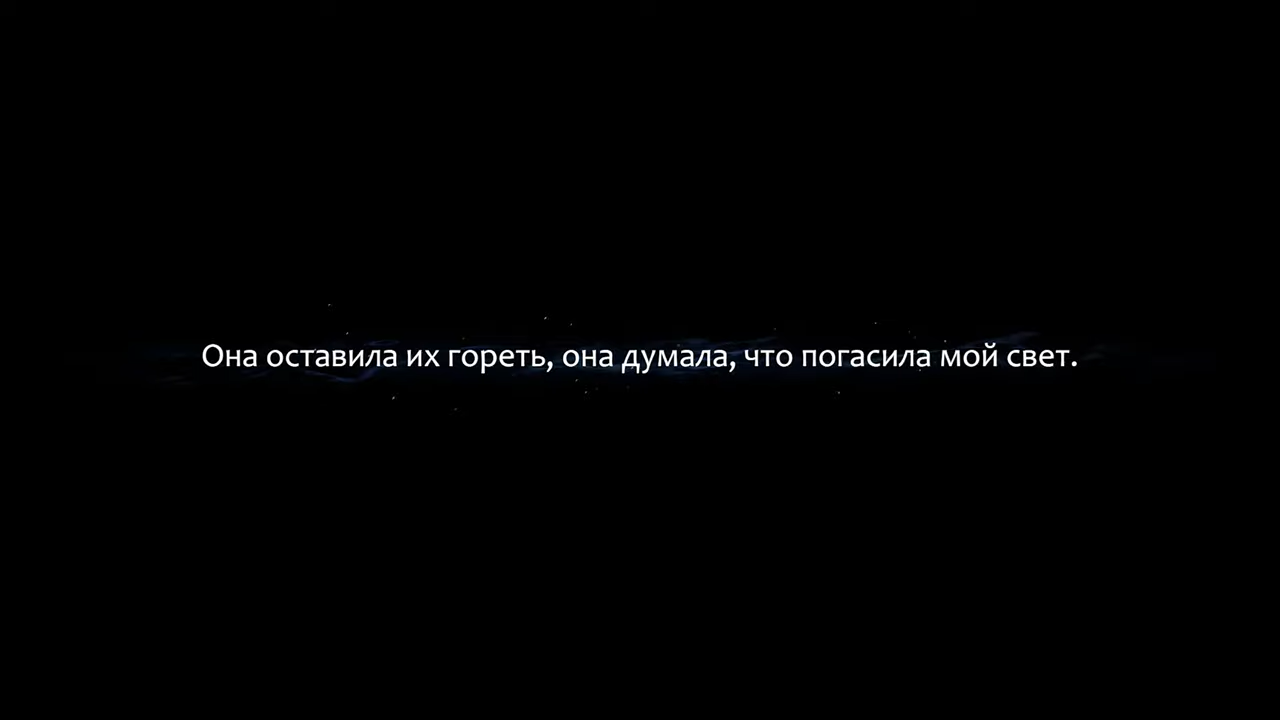 Она оставила их гореть, она думала, что погасила мой свет.